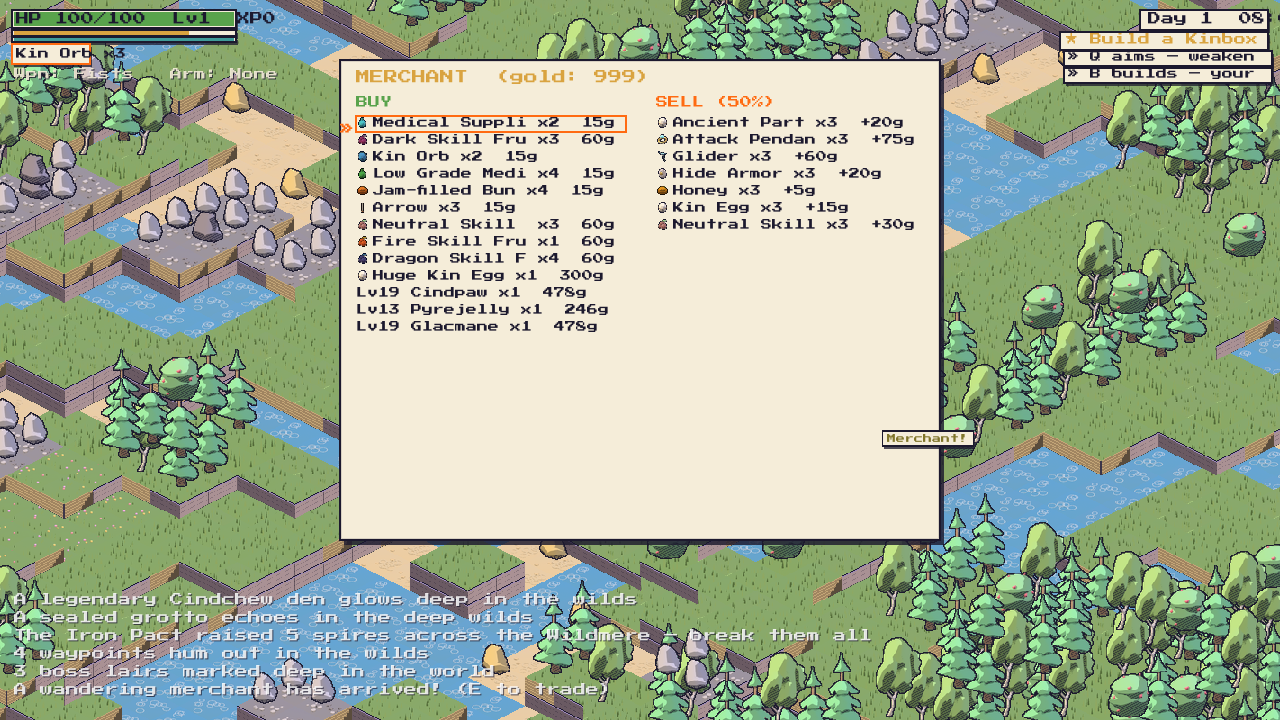 HP 100/100 Lv1 XP0
Kin Orb x3
Wpn: Fists Arm: None
Day 1 08:
★ Build a Kinbox
» Q aims — weaken
» B builds — your
MERCHANT (gold: 999)
BUY
» Medical Suppli x2 15g
Dark Skill Fru x3 60g
Kin Orb x2 15g
Low Grade Medi x4 15g
Jam-filled Bun x4 15g
Arrow x3 15g
Neutral Skill x3 60g
Fire Skill Fru x1 60g
Dragon Skill F x4 60g
Huge Kin Egg x1 300g
Lv19 Cindpaw x1 478g
Lv13 Pyrejelly x1 246g
Lv19 Glacmane x1 478g
SELL (50%)
Ancient Part x3 +20g
Attack Pendan x3 +75g
Glider x3 +60g
Hide Armor x3 +20g
Honey x3 +5g
Kin Egg x3 +15g
Neutral Skill x3 +30g
Merchant!
A legendary Cindchew den glows deep in the wilds
A sealed grotto echoes in the deep wilds
The Iron Pact raised 5 spires across the Wildmere — break them all
4 waypoints hum out in the wilds
3 boss lairs marked deep in the world
A wandering merchant has arrived! (E to trade)